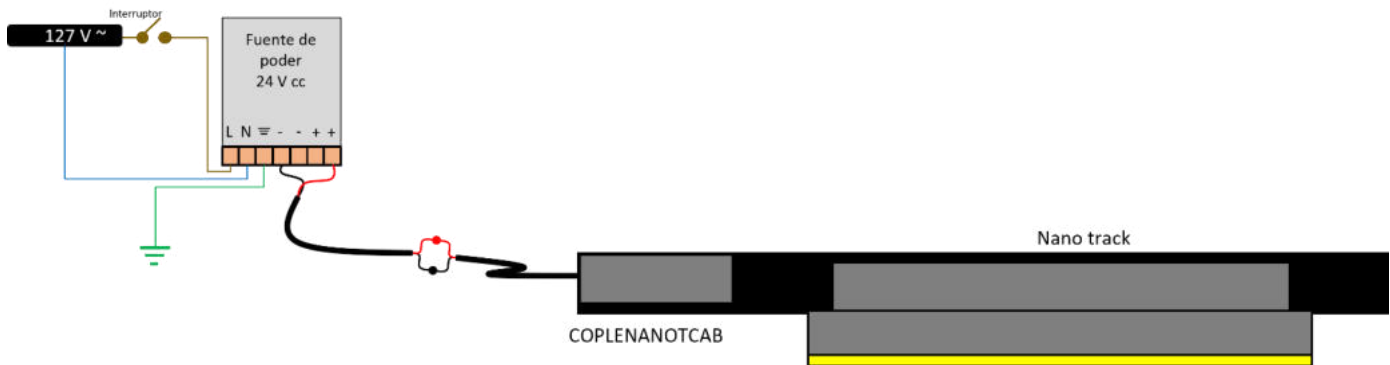 Interruptor
127 V ~
Fuente de
poder
24 V cc
L N ⏚ - - + +
Nano track
COPLENANOTCAB